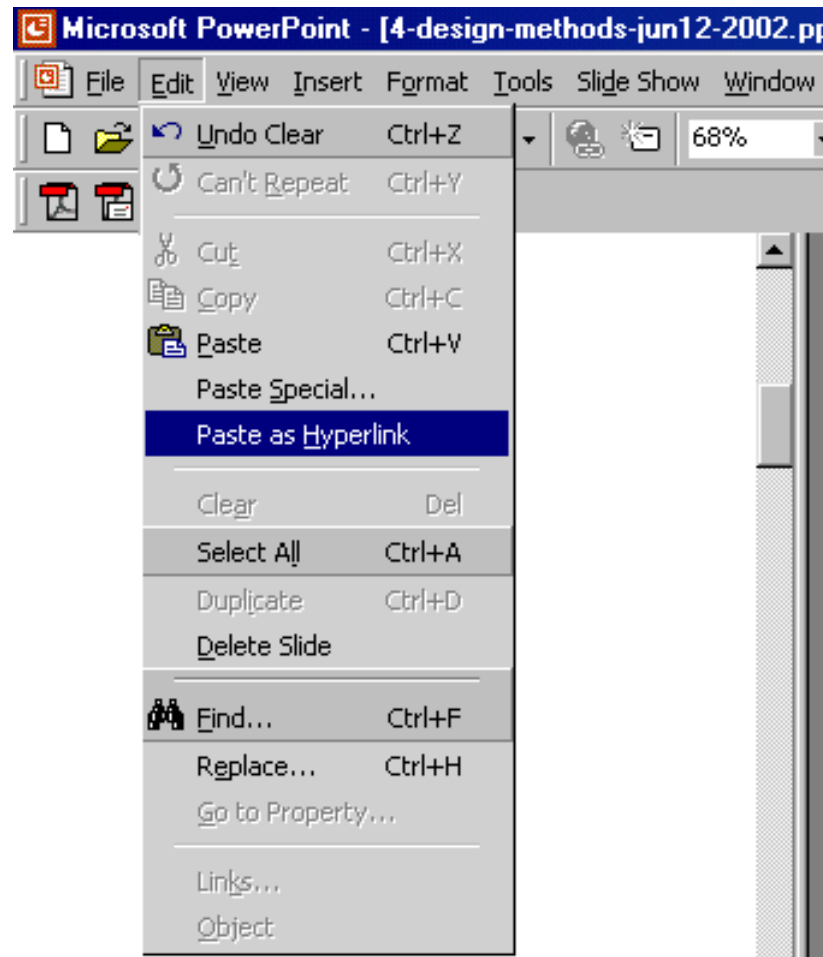 Microsoft PowerPoint - [4-design-methods-jun12-2002.pp
File Edit View Insert Format Tools Slide Show Window
68%
Undo Clear Ctrl+Z
Can't Repeat Ctrl+Y
Cut Ctrl+X
Copy Ctrl+C
Paste Ctrl+V
Paste Special...
Paste as Hyperlink
Clear Del
Select All Ctrl+A
Duplicate Ctrl+D
Delete Slide
Find... Ctrl+F
Replace... Ctrl+H
Go to Property...
Links...
Object